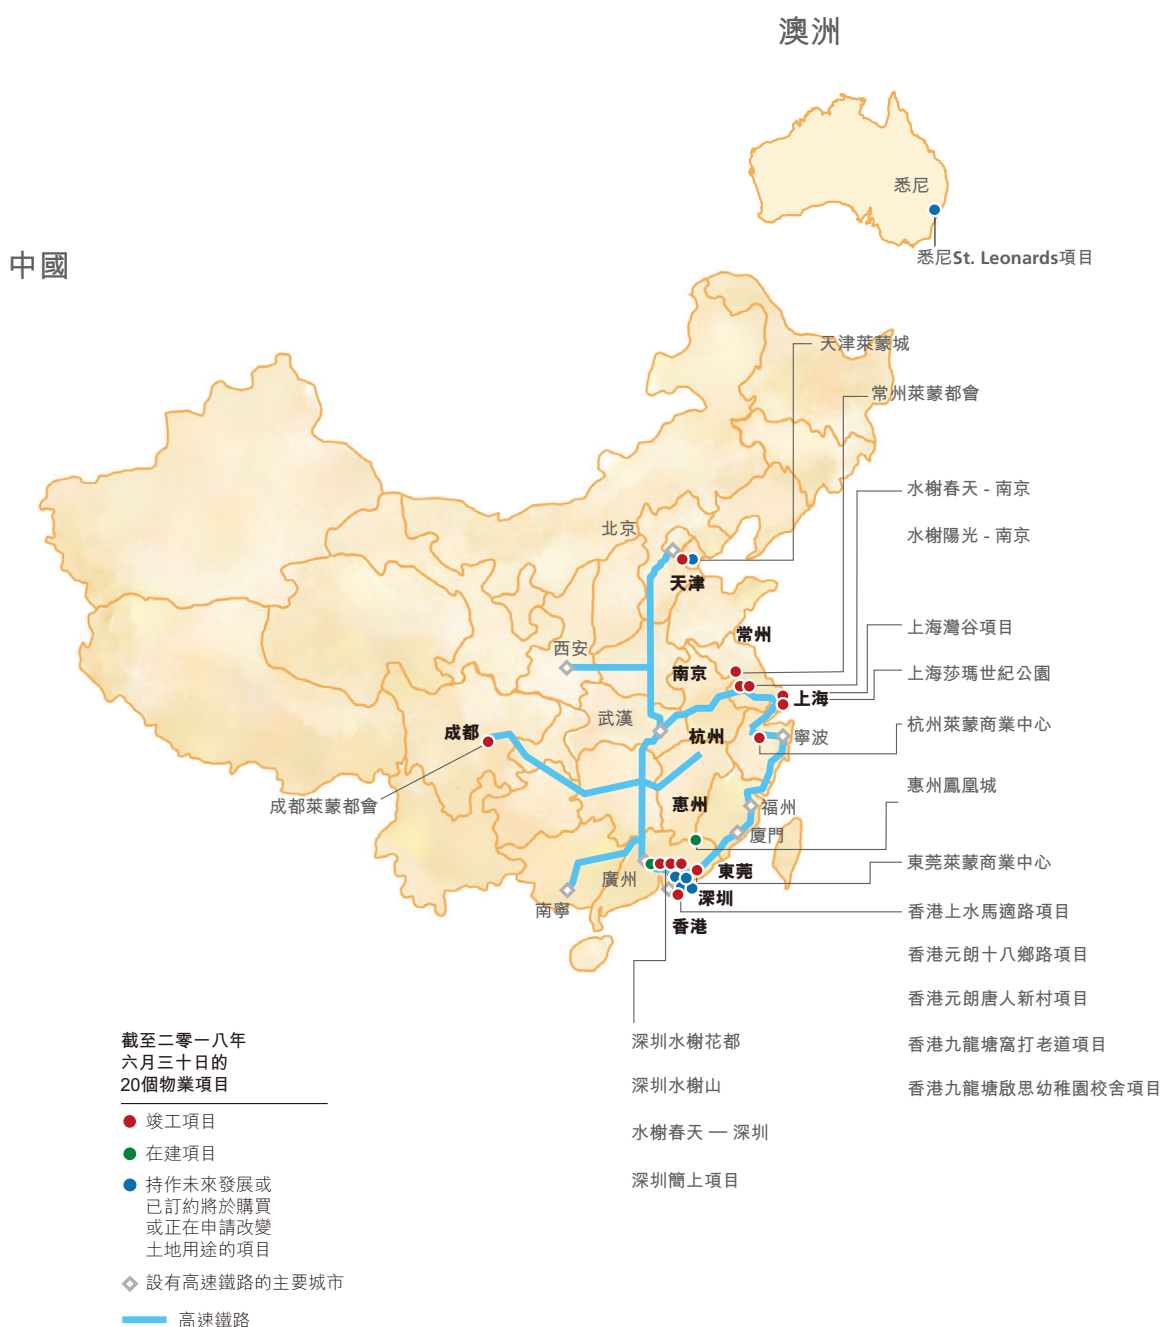 澳洲
悉尼
悉尼St. Leonards項目
中國
天津萊蒙城
常州萊蒙都會
水榭春天 - 南京
北京
水榭陽光 - 南京
天津
常州
上海灣谷項目
西安
南京
上海莎瑪世紀公園
上海
武漢
杭州萊蒙商業中心
成都
杭州
寧波
惠州鳳凰城
成都萊蒙都會
惠州
福州
廈門
東莞萊蒙商業中心
廣州
東莞
深圳
南寧
香港上水馬適路項目
香港
香港元朗十八鄉路項目
香港元朗唐人新村項目
香港九龍塘窩打老道項目
香港九龍塘啟思幼稚園校舍項目
深圳水榭花都
深圳水榭山
水榭春天 — 深圳
深圳簡上項目
截至二零一八年
六月三十日的
20個物業項目
竣工項目
在建項目
持作未來發展或
已訂約將於購買
或正在申請改變
土地用途的項目
設有高速鐵路的主要城市
高速鐵路